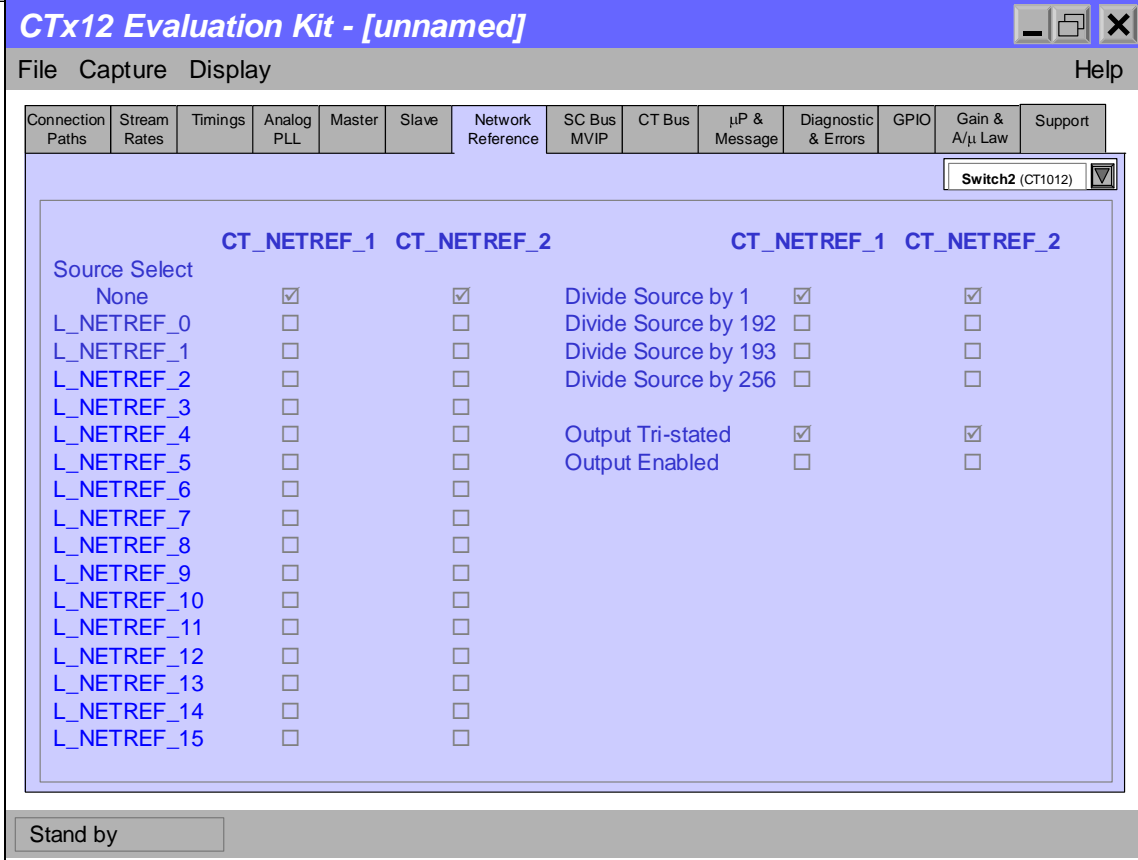 CTx12 Evaluation Kit - [unnamed]
File Capture Display Help
Connection Paths Stream Rates Timings Analog PLL Master Slave Network Reference SC Bus MVIP CT Bus µP & Message Diagnostic & Errors GPIO Gain & A/µ Law Support
Switch2 (CT1012)
CT_NETREF_1 CT_NETREF_2 CT_NETREF_1 CT_NETREF_2
Source Select
None Divide Source by 1
L_NETREF_0 Divide Source by 192
L_NETREF_1 Divide Source by 193
L_NETREF_2 Divide Source by 256
L_NETREF_3
L_NETREF_4 Output Tri-stated
L_NETREF_5 Output Enabled
L_NETREF_6
L_NETREF_7
L_NETREF_8
L_NETREF_9
L_NETREF_10
L_NETREF_11
L_NETREF_12
L_NETREF_13
L_NETREF_14
L_NETREF_15
Stand by